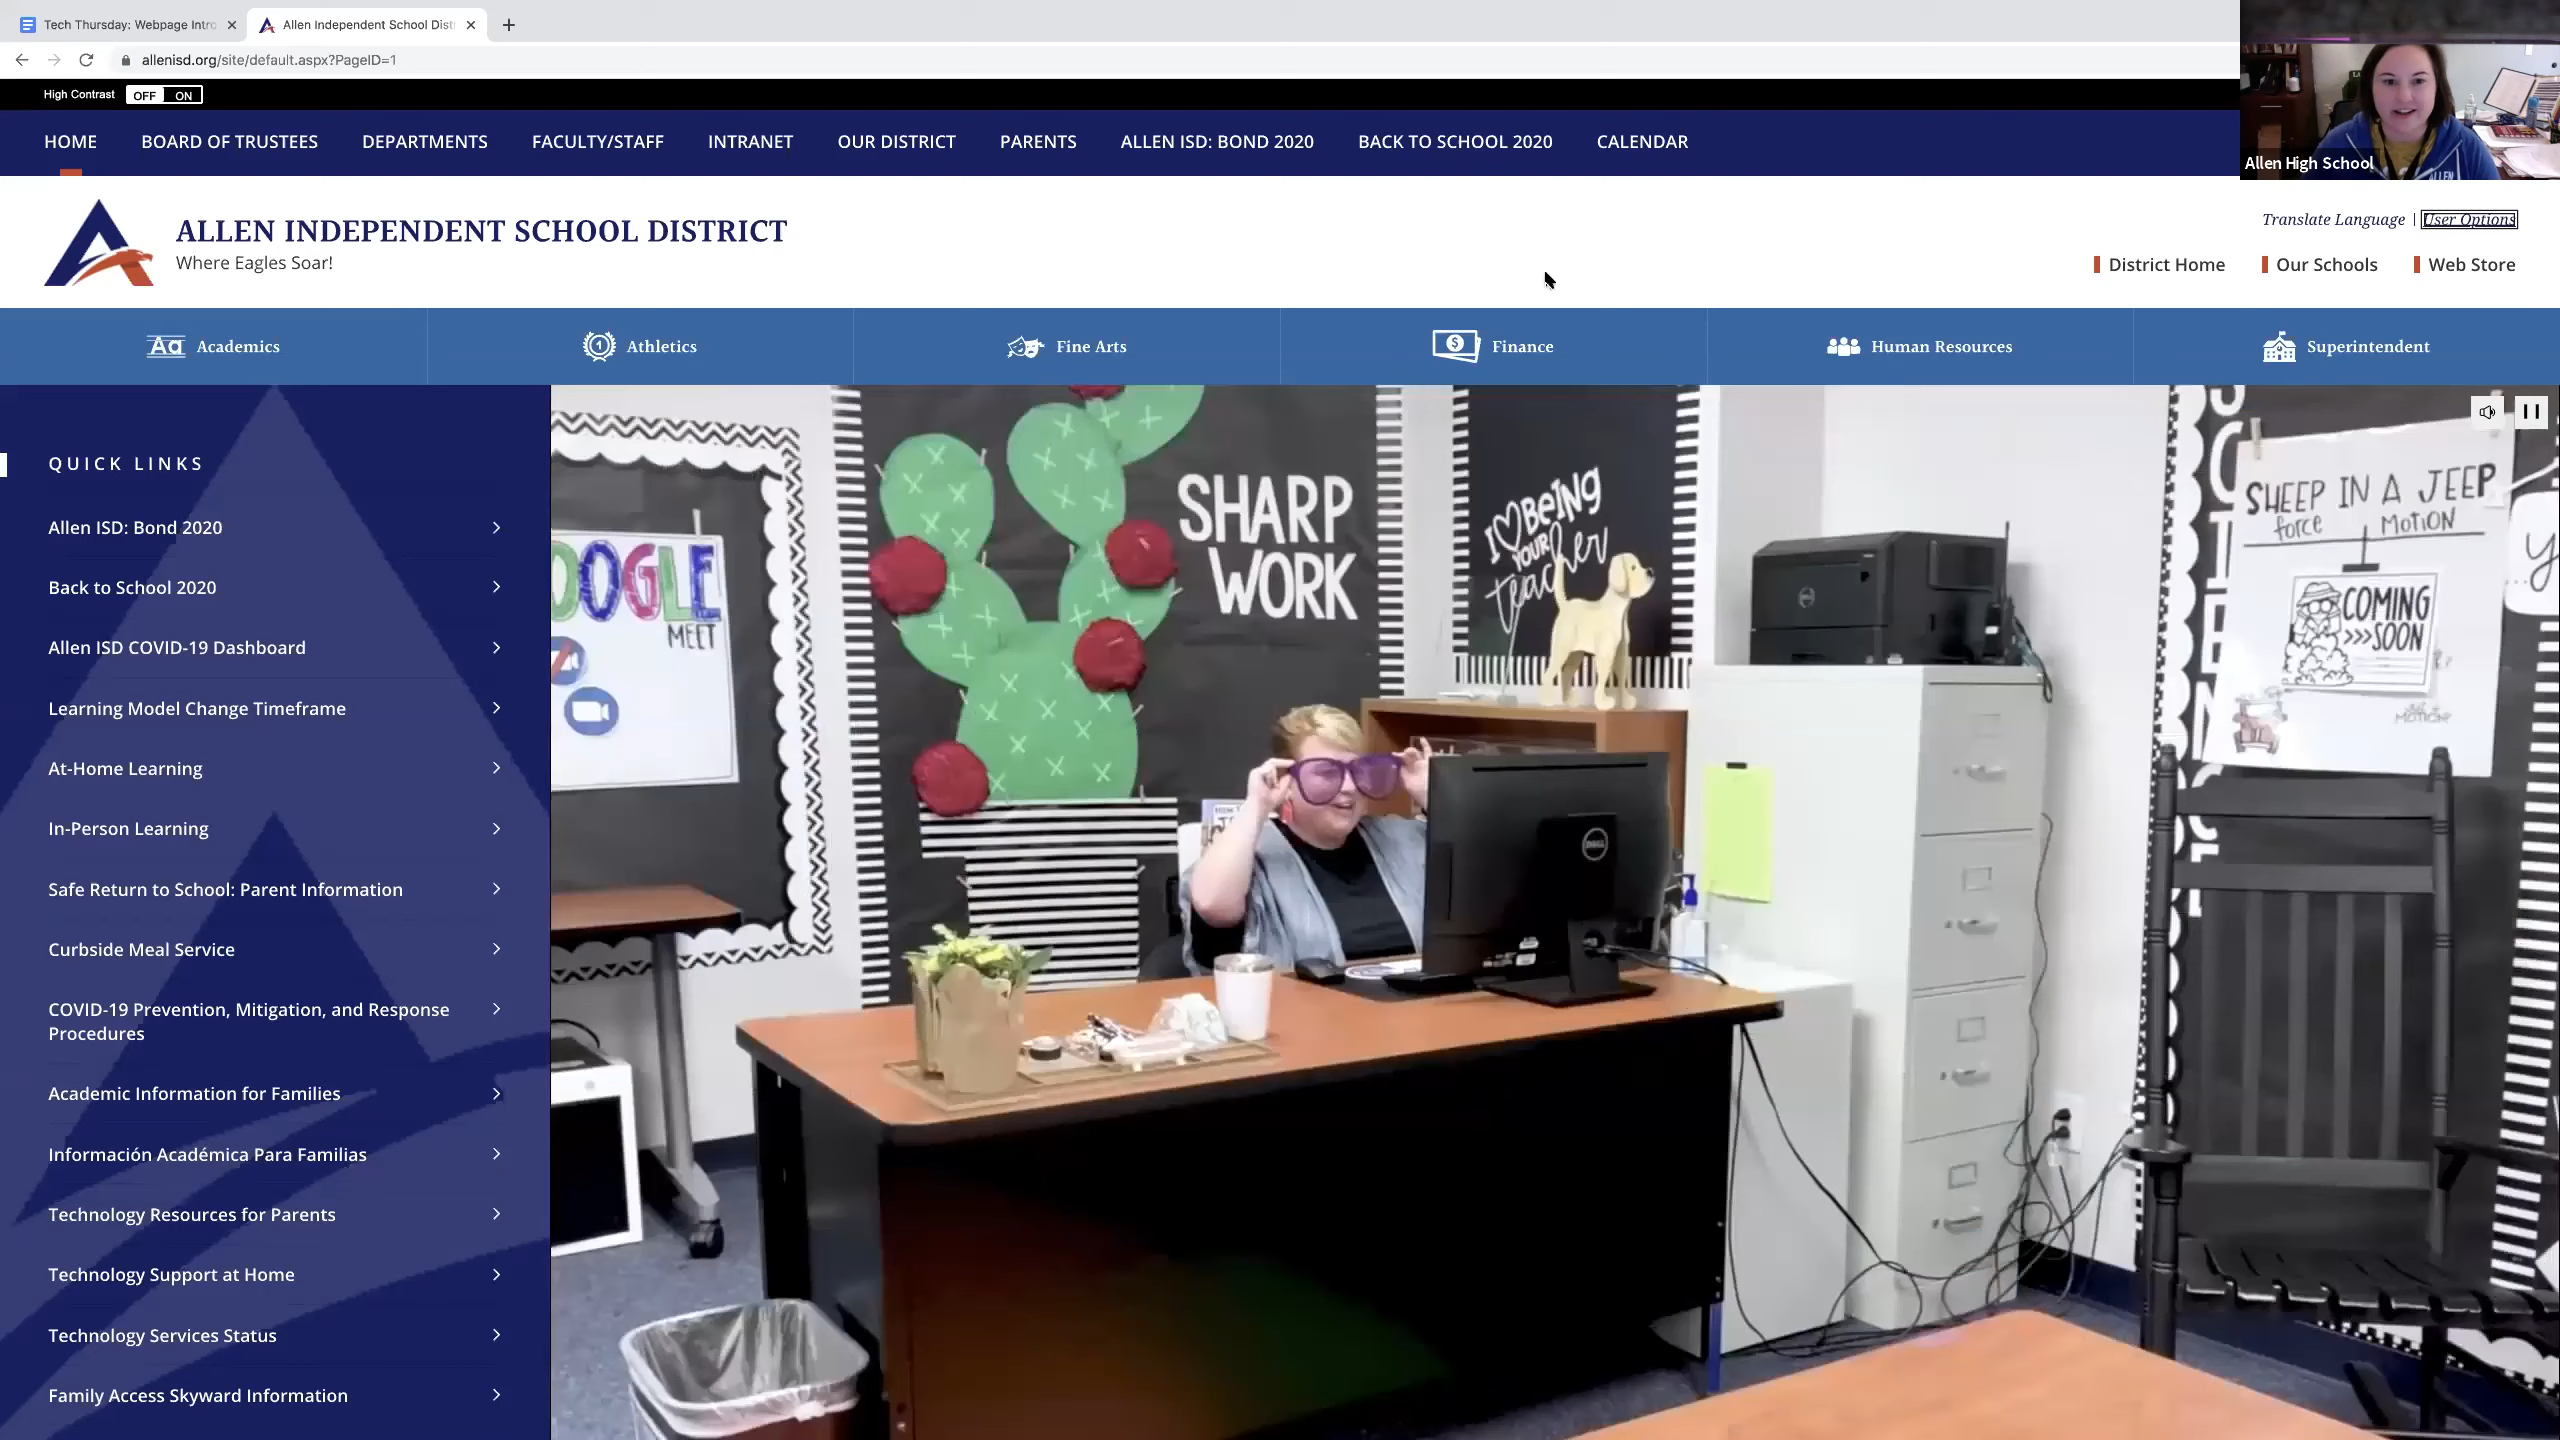 Tech Thursday: Webpage Intro
Allen Independent School Dist
allenisd.org/site/default.aspx?PageID=1
High Contrast OFF ON
HOME BOARD OF TRUSTEES DEPARTMENTS FACULTY/STAFF INTRANET OUR DISTRICT PARENTS ALLEN ISD: BOND 2020 BACK TO SCHOOL 2020 CALENDAR
Allen High School
ALLEN INDEPENDENT SCHOOL DISTRICT
Where Eagles Soar!
Translate Language | User Options
District Home Our Schools Web Store
Aa Academics 1 Athletics Fine Arts $ Finance Human Resources Superintendent
QUICK LINKS
Allen ISD: Bond 2020
Back to School 2020
Allen ISD COVID-19 Dashboard
Learning Model Change Timeframe
At-Home Learning
In-Person Learning
Safe Return to School: Parent Information
Curbside Meal Service
COVID-19 Prevention, Mitigation, and Response
Procedures
Academic Information for Families
Información Académica Para Familias
Technology Resources for Parents
Technology Support at Home
Technology Services Status
Family Access Skyward Information
OOGLE
MEET
SHARP
WORK
I BEING
YOUR
teacher
SHEEP IN A JEEP
force MOTION
COMING
>>>SOON
DELL